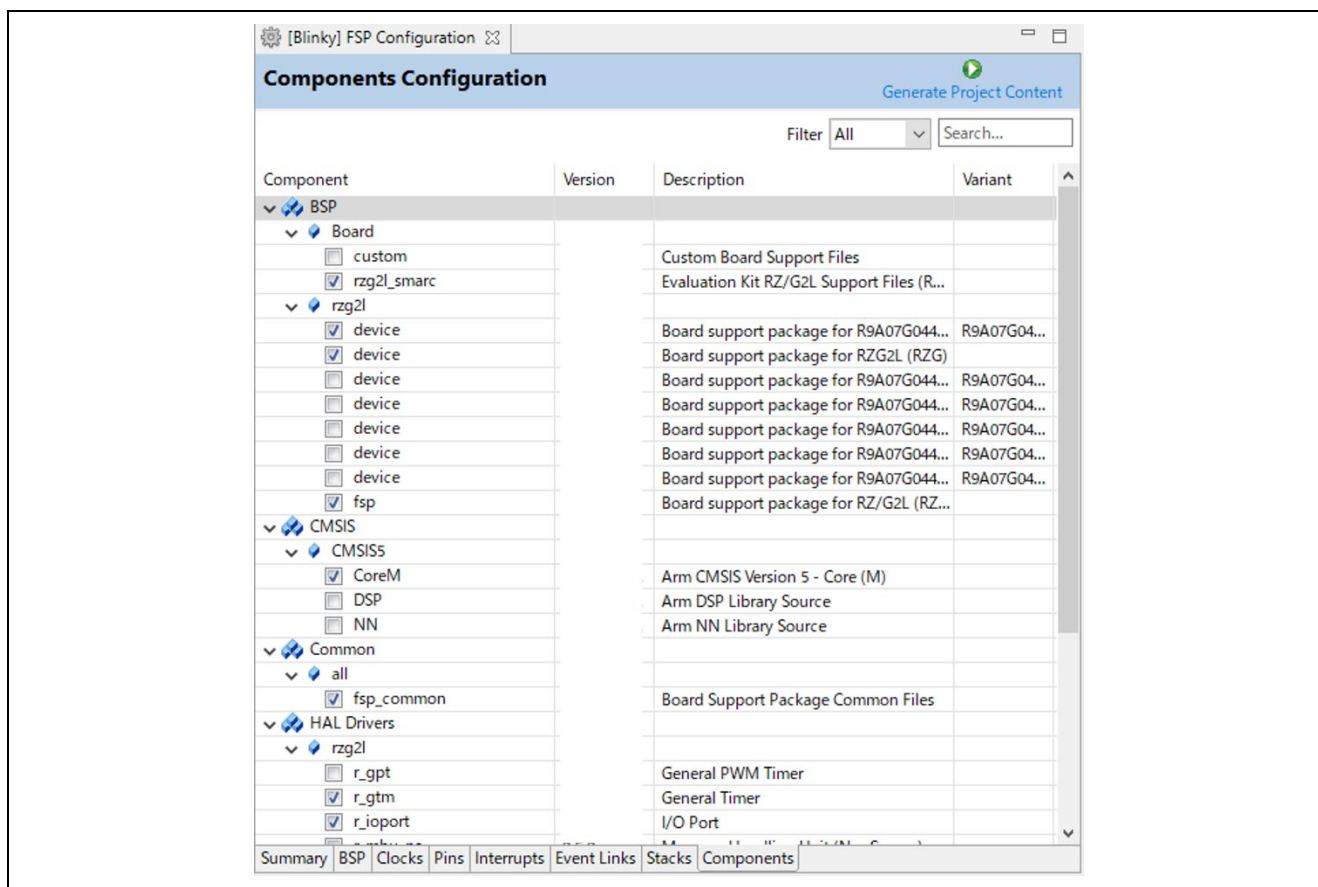 [Blinky] FSP Configuration
Components Configuration
Generate Project Content
Filter All Search...
Component Version Description Variant
BSP
Board
custom Custom Board Support Files
rzg2l_smarc Evaluation Kit RZ/G2L Support Files (R...
rzg2l
device Board support package for R9A07G044... R9A07G04...
device Board support package for RZG2L (RZG)
device Board support package for R9A07G044... R9A07G04...
device Board support package for R9A07G044... R9A07G04...
device Board support package for R9A07G044... R9A07G04...
device Board support package for R9A07G044... R9A07G04...
device Board support package for R9A07G044... R9A07G04...
fsp Board support package for RZ/G2L (RZ...
CMSIS
CMSIS5
CoreM Arm CMSIS Version 5 - Core (M)
DSP Arm DSP Library Source
NN Arm NN Library Source
Common
all
fsp_common Board Support Package Common Files
HAL Drivers
rzg2l
r_gpt General PWM Timer
r_gtm General Timer
r_ioport I/O Port
Summary BSP Clocks Pins Interrupts Event Links Stacks Components